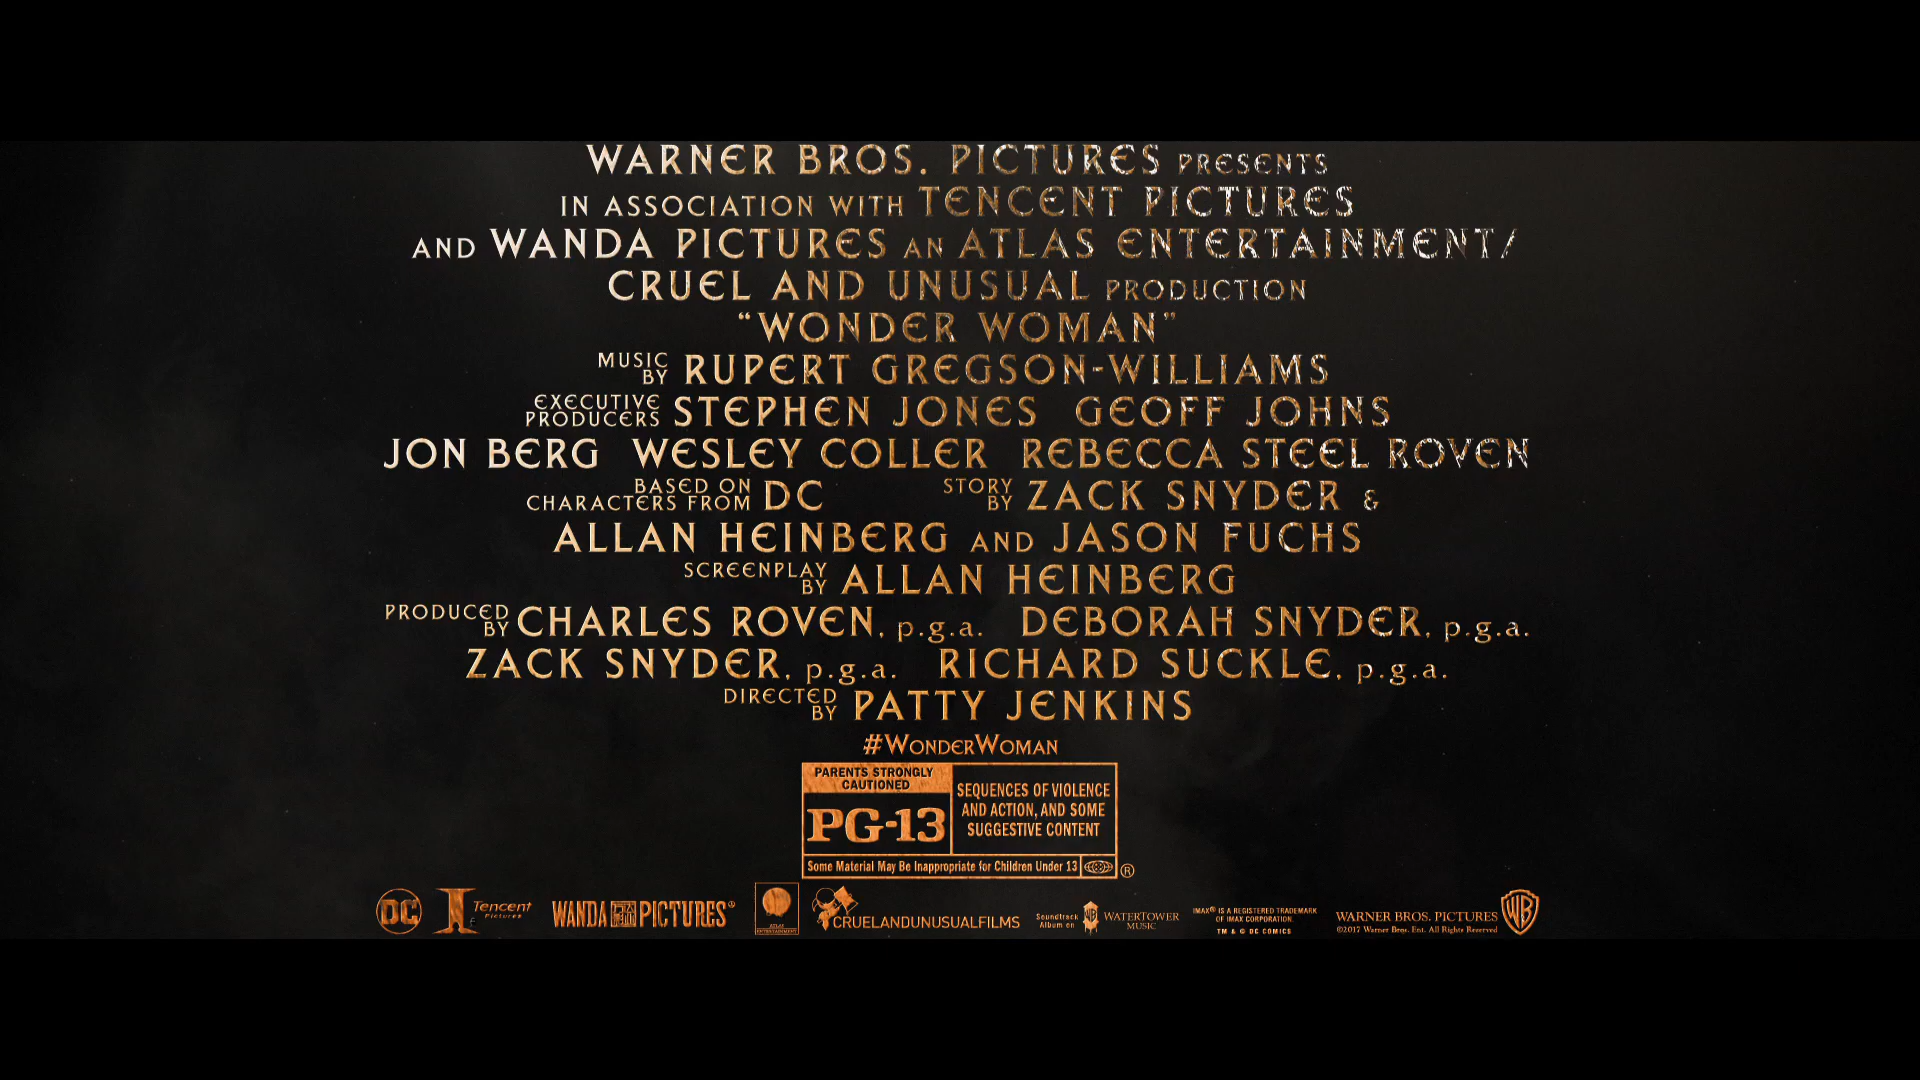 WARNER BROS. PICTURES PRESENTS
IN ASSOCIATION WITH TENCENT PICTURES
AND WANDA PICTURES AN ATLAS ENTERTAINMENT/
CRUEL AND UNUSUAL PRODUCTION
“WONDER WOMAN”
MUSIC BY RUPERT GREGSON-WILLIAMS
EXECUTIVE PRODUCERS STEPHEN JONES GEOFF JOHNS
JON BERG WESLEY COLLER REBECCA STEEL ROVEN
BASED ON CHARACTERS FROM DC STORY BY ZACK SNYDER &
ALLAN HEINBERG AND JASON FUCHS
SCREENPLAY BY ALLAN HEINBERG
PRODUCED BY CHARLES ROVEN, p.g.a. DEBORAH SNYDER, p.g.a.
ZACK SNYDER, p.g.a. RICHARD SUCKLE, p.g.a.
DIRECTED BY PATTY JENKINS
#WONDERWOMAN
PARENTS STRONGLY
CAUTIONED
PG-13
SEQUENCES OF VIOLENCE
AND ACTION, AND SOME
SUGGESTIVE CONTENT
Some Material May Be Inappropriate for Children Under 13
®
DC
Tencent
Pictures
WANDA PICTURES
ATLAS
ENTERTAINMENT
CRUELANDUNUSUALFILMS
Soundtrack
Album on
WATERTOWER
MUSIC
IMAX® IS A REGISTERED TRADEMARK
OF IMAX CORPORATION.
TM & © DC COMICS
WARNER BROS. PICTURES
©2017 Warner Bros. Ent. All Rights Reserved
WB